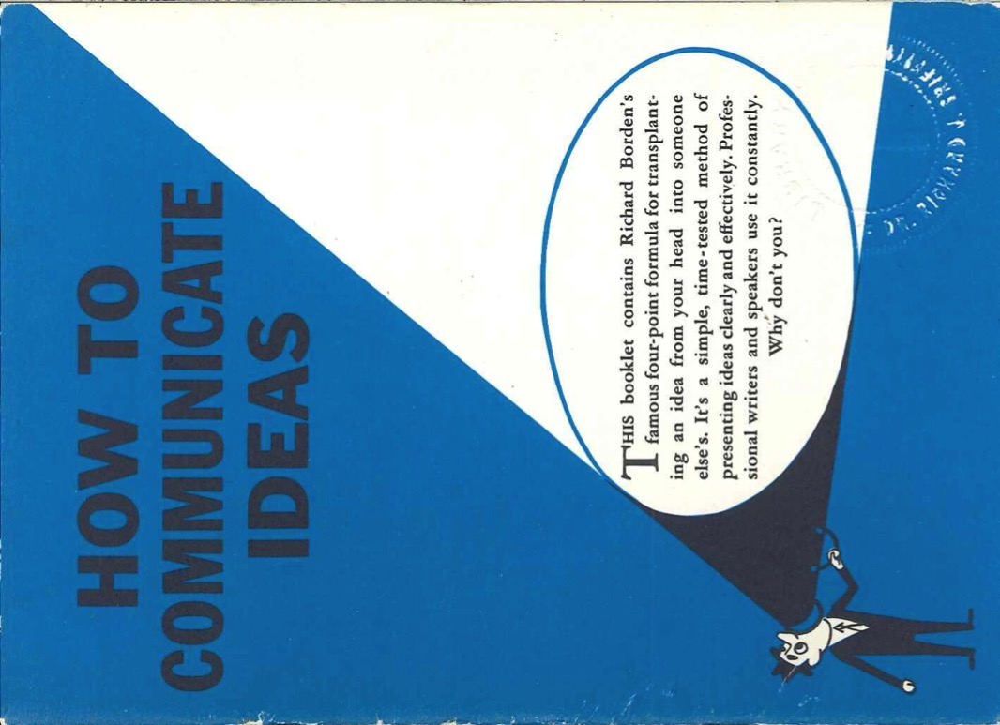 HOW TO
COMMUNICATE
IDEAS
THIS booklet contains Richard Borden's
famous four-point formula for transplant-
ing an idea from your head into someone
else's. It's a simple, time-tested method of
presenting ideas clearly and effectively. Profes-
sional writers and speakers use it constantly.
Why don't you?
LIBRARY